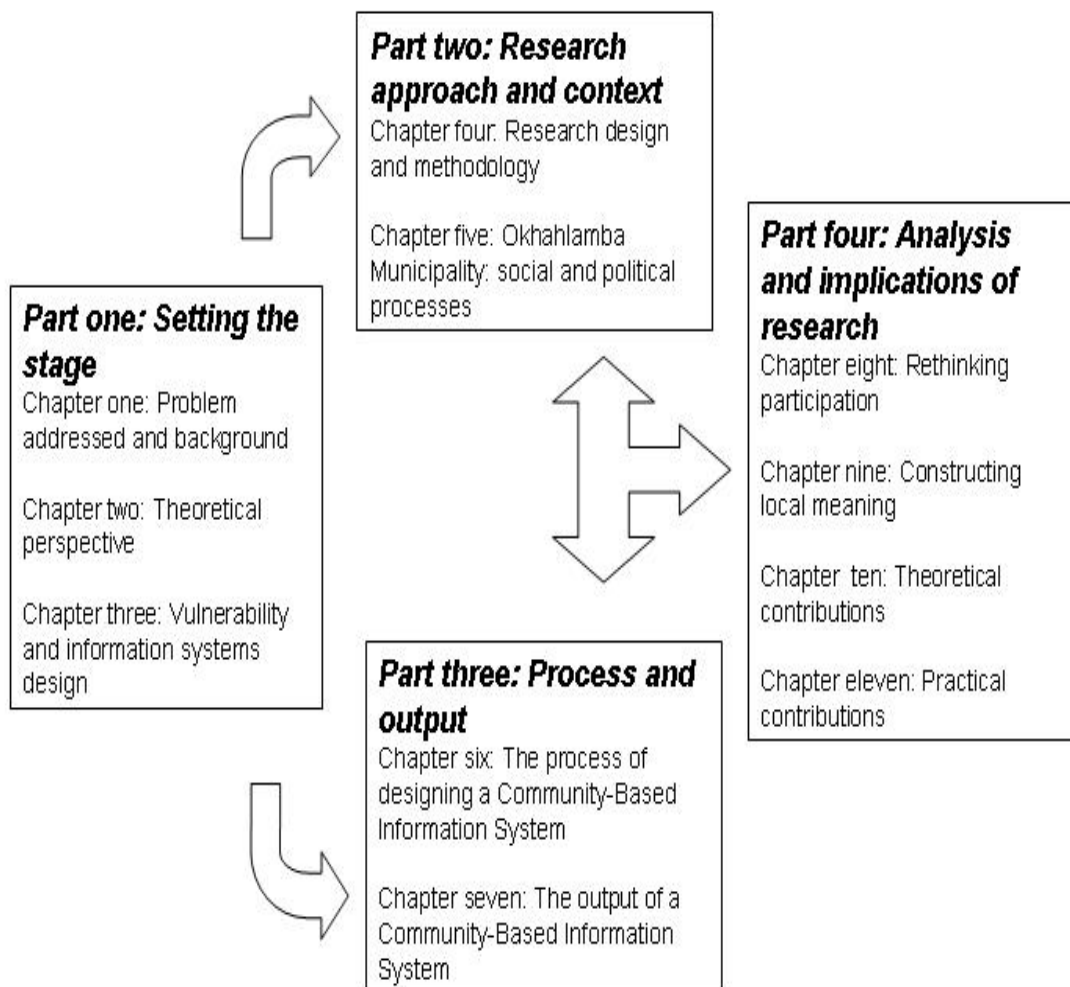 Part one: Setting the
stage
Chapter one: Problem
addressed and background
Chapter two: Theoretical
perspective
Chapter three: Vulnerability
and information systems
design
Part two: Research
approach and context
Chapter four: Research design
and methodology
Chapter five: Okhahlamba
Municipality: social and political
processes
Part three: Process and
output
Chapter six: The process of
designing a Community-Based
Information System
Chapter seven: The output of a
Community-Based Information
System
Part four: Analysis
and implications of
research
Chapter eight: Rethinking
participation
Chapter nine: Constructing
local meaning
Chapter ten: Theoretical
contributions
Chapter eleven: Practical
contributions